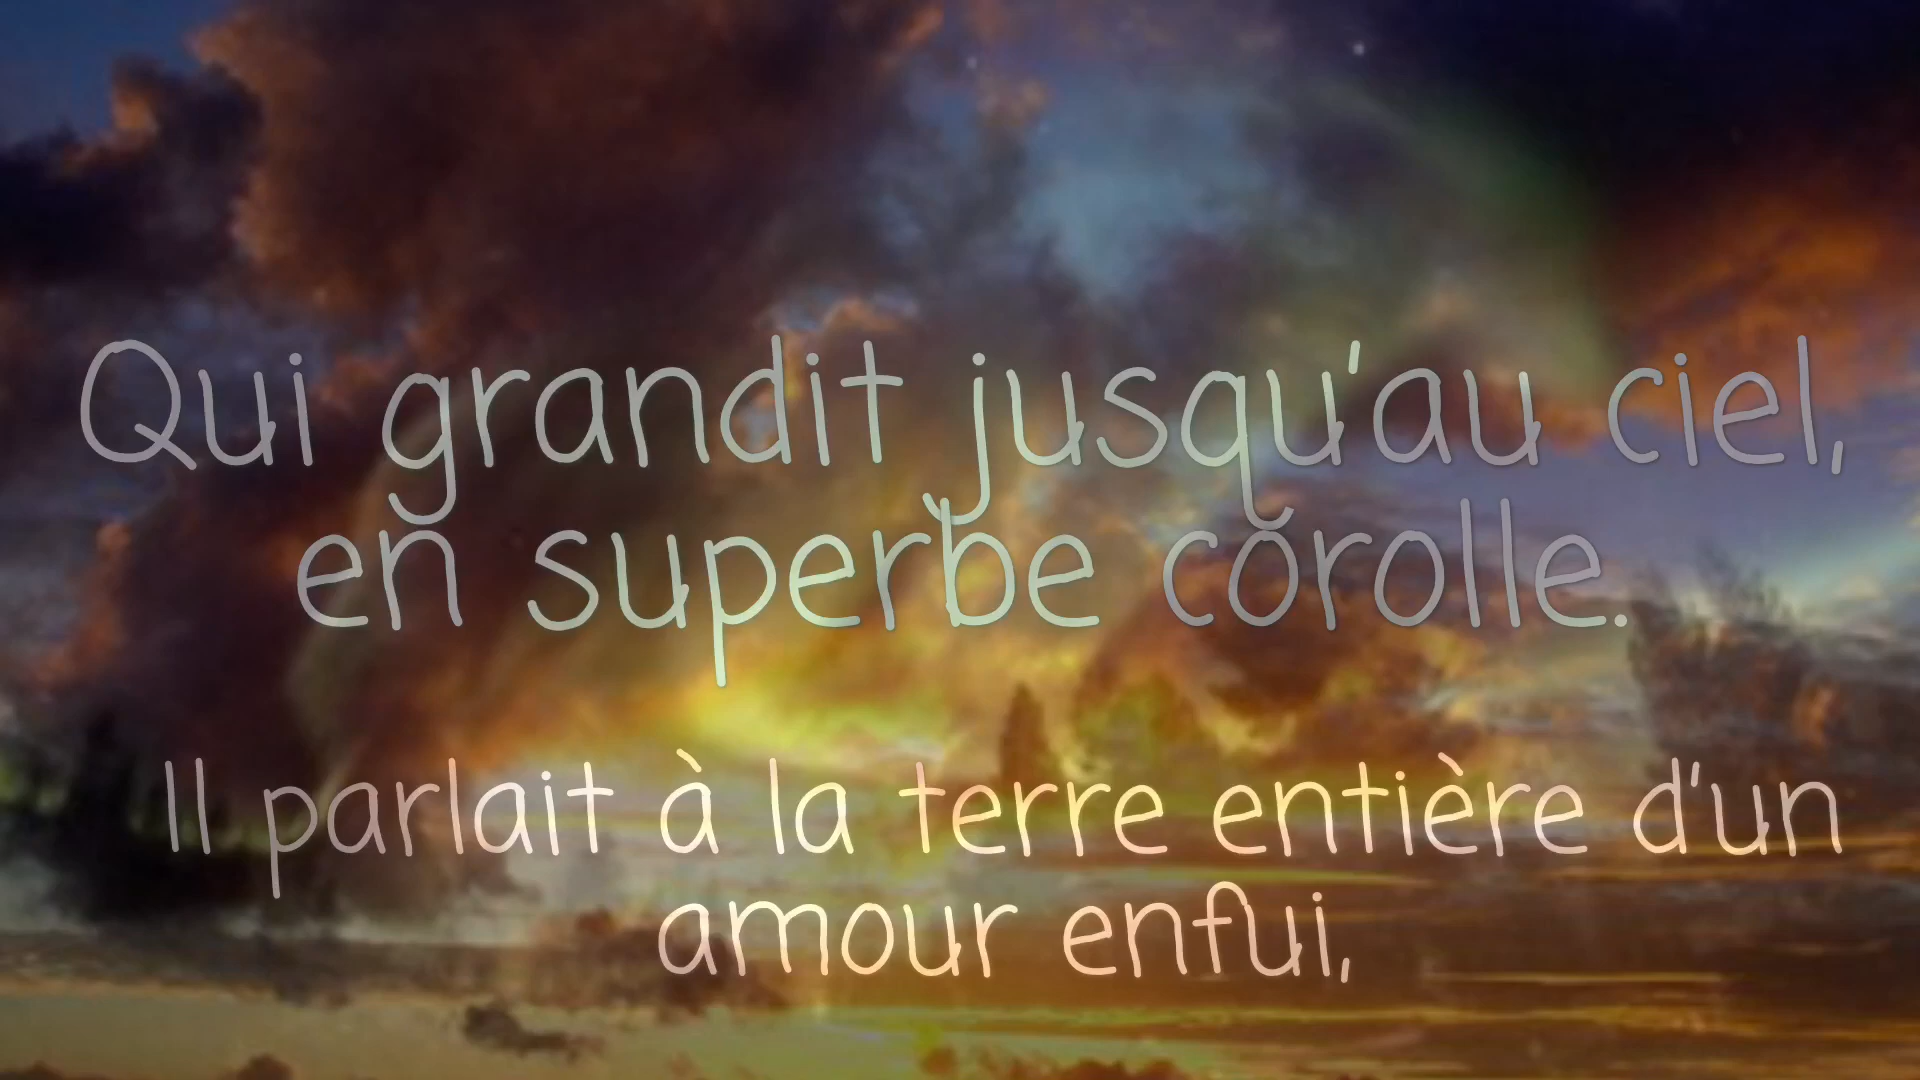 Qui grandit jusqu'au ciel,
en superbe corolle.
Il parlait à la terre entière d'un
amour enfui,